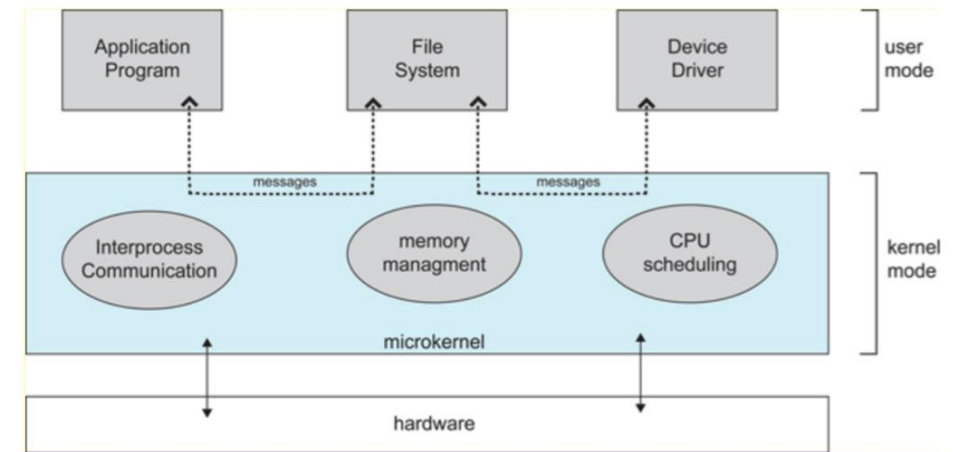 Application
Program
File
System
Device
Driver
user
mode
messages
messages
Interprocess
Communication
memory
managment
CPU
scheduling
kernel
mode
microkernel
hardware